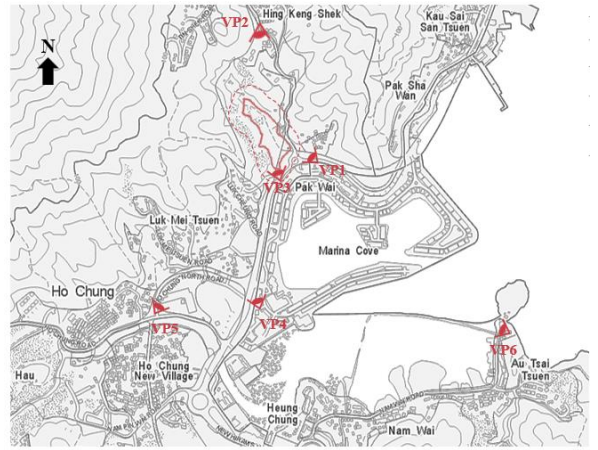 Hing Keng Shek
Kau Sai
San Tsuen
VP2
N
Pak Sha
Wan
VP1
VP3
Pak Wai
Luk Mei Tsuen
Marina Cove
Ho Chung
VP5
VP4
VP6
Ho Chung
New Village
Au Tsai
Tsuen
Hau
Heung
Chung
Nam Wai